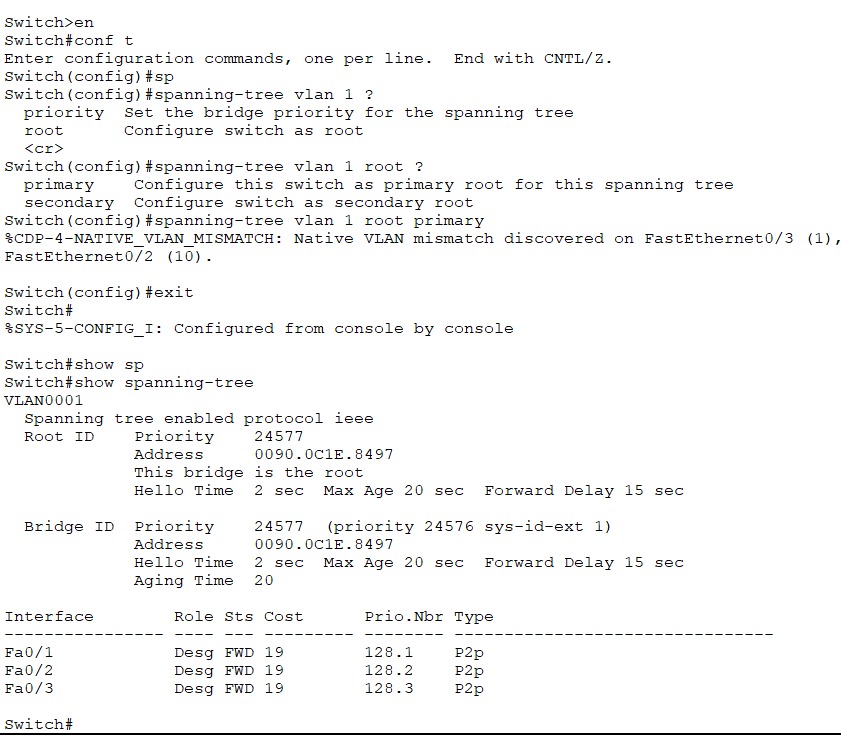 Switch>en
Switch#conf t
Enter configuration commands, one per line.  End with CNTL/Z.
Switch(config)#sp
Switch(config)#spanning-tree vlan 1 ?
  priority  Set the bridge priority for the spanning tree
  root      Configure switch as root
  <cr>
Switch(config)#spanning-tree vlan 1 root ?
  primary    Configure this switch as primary root for this spanning tree
  secondary  Configure switch as secondary root
Switch(config)#spanning-tree vlan 1 root primary
%CDP-4-NATIVE_VLAN_MISMATCH: Native VLAN mismatch discovered on FastEthernet0/3 (1),
FastEthernet0/2 (10).
Switch(config)#exit
Switch#
%SYS-5-CONFIG_I: Configured from console by console
Switch#show sp
Switch#show spanning-tree
VLAN0001
  Spanning tree enabled protocol ieee
  Root ID    Priority    24577
             Address     0090.0C1E.8497
             This bridge is the root
             Hello Time  2 sec  Max Age 20 sec  Forward Delay 15 sec
  Bridge ID  Priority    24577  (priority 24576 sys-id-ext 1)
             Address     0090.0C1E.8497
             Hello Time  2 sec  Max Age 20 sec  Forward Delay 15 sec
             Aging Time  20
Interface        Role Sts Cost      Prio.Nbr Type
---------------- ---- --- --------- -------- --------------------------------
Fa0/1            Desg FWD 19        128.1    P2p
Fa0/2            Desg FWD 19        128.2    P2p
Fa0/3            Desg FWD 19        128.3    P2p
Switch#